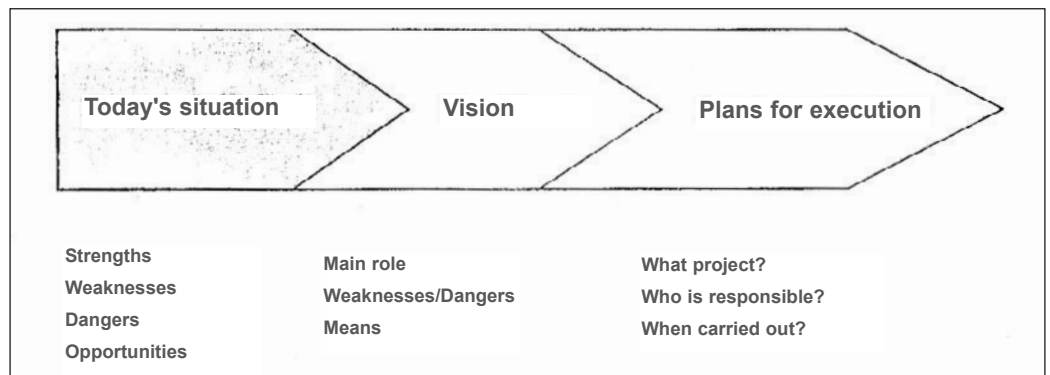 Today's situation
Vision
Plans for execution
Strengths
Weaknesses
Dangers
Opportunities
Main role
Weaknesses/Dangers
Means
What project?
Who is responsible?
When carried out?